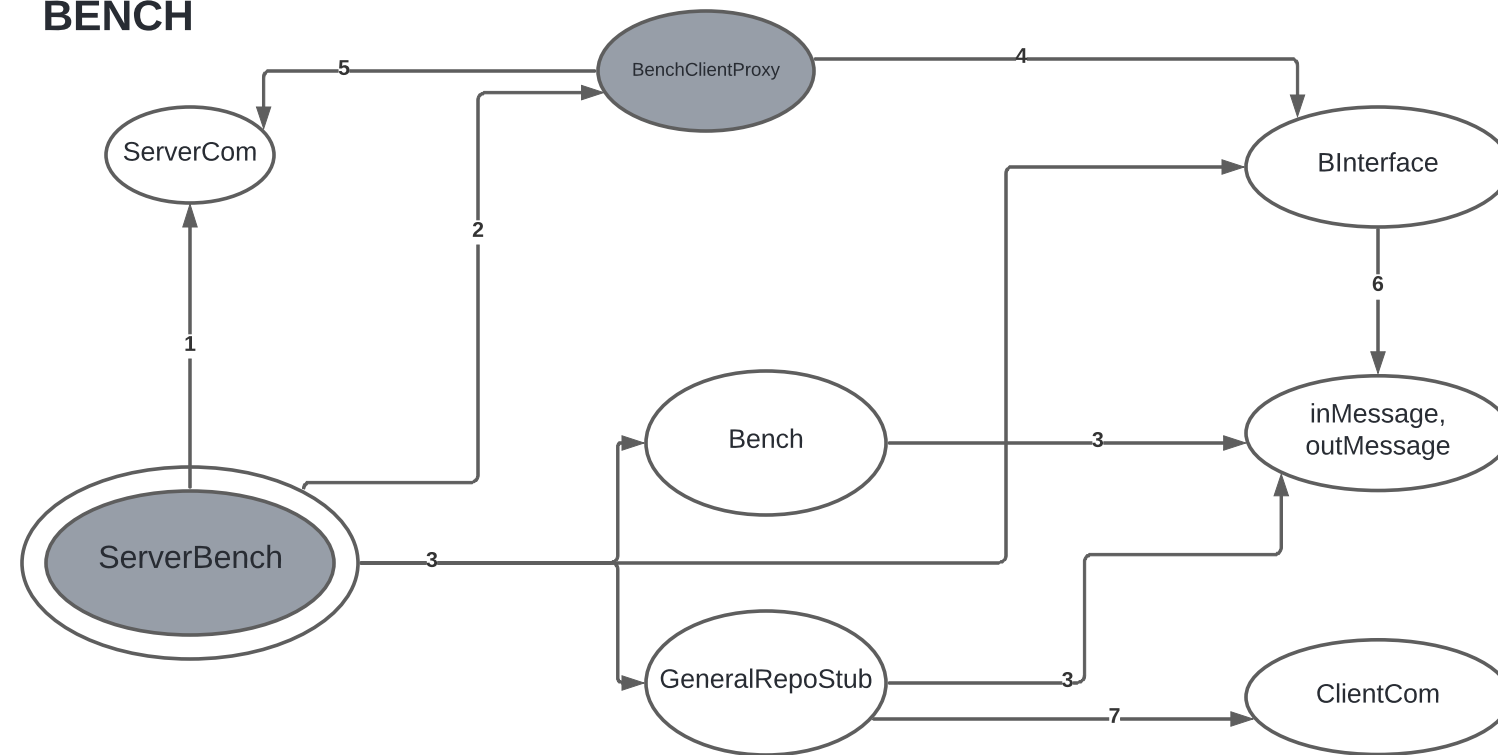 BENCH
5
BenchClientProxy
4
ServerCom
BInterface
2
6
1
inMessage,
outMessage
Bench
3
ServerBench
3
GeneralRepoStub
3
ClientCom
7